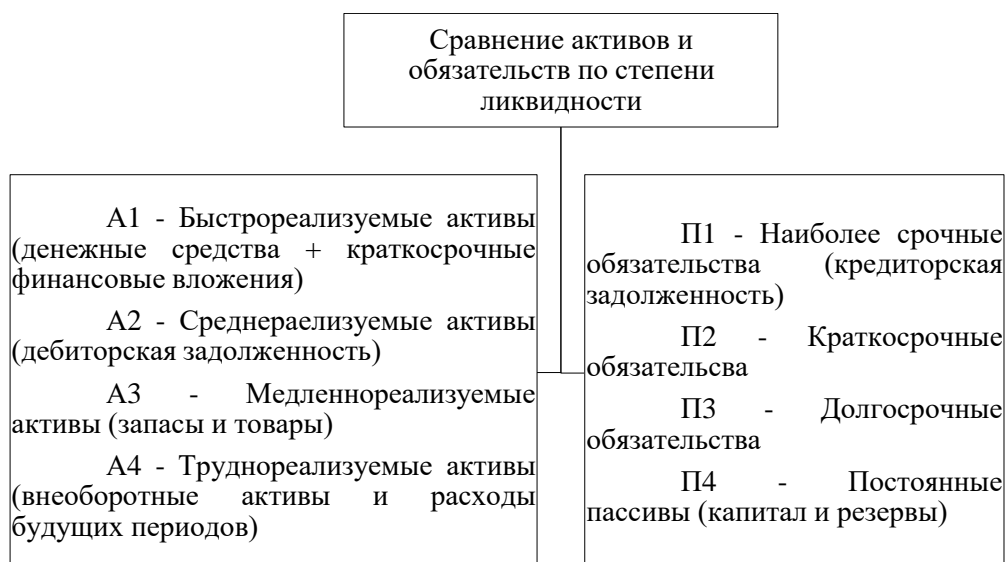 Сравнение активов и
обязательств по степени
ликвидности
А1 - Быстрореализуемые активы
(денежные средства + краткосрочные
финансовые вложения)
А2 - Среднераелизуемые активы
(дебиторская задолженность)
А3 - Медленнореализуемые
активы (запасы и товары)
А4 - Труднореализуемые активы
(внеоборотные активы и расходы
будущих периодов)
П1 - Наиболее срочные
обязательства (кредиторская
задолженность)
П2 - Краткосрочные
обязательсва
П3 - Долгосрочные
обязательства
П4 - Постоянные
пассивы (капитал и резервы)